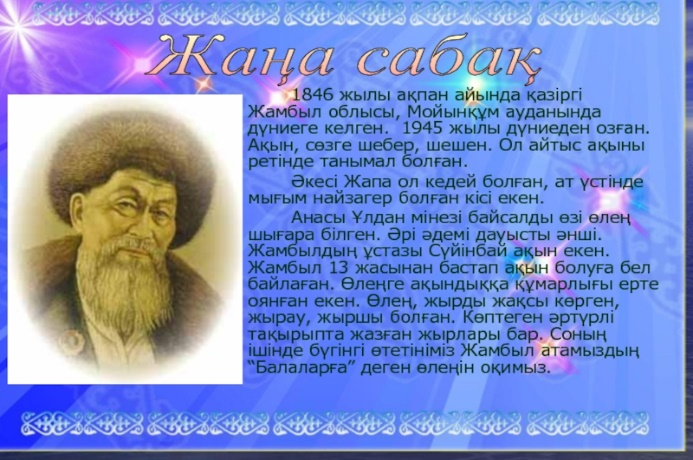 Жаңа сабақ
1846 жылы ақпан айында қазіргі
Жамбыл облысы, Мойынқұм ауданында
дүниеге келген. 1945 жылы дүниеден озған.
Ақын, сөзге шебер, шешен. Ол айтыс ақыны
ретінде танымал болған.
Әкесі Жапа ол кедей болған, ат үстінде
мығым найзагер болған кісі екен.
Анасы Ұлдан мінезі байсалды өзі өлең
шығара білген. Әрі әдемі дауысты әнші.
Жамбылдың ұстазы Сүйінбай ақын екен.
Жамбыл 13 жасынан бастап ақын болуға бел
байлаған. Өлеңге ақындыққа құмарлығы ерте
оянған екен. Өлең, жырды жақсы көрген,
жырау, жыршы болған. Көптеген әртүрлі
тақырыпта жазған жырлары бар. Соның
ішінде бүгінгі өтетініміз Жамбыл атамыздың
“Балаларға” деген өлеңін оқимыз.